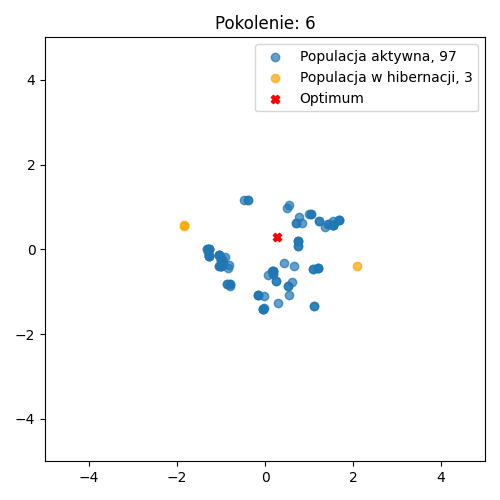 Pokolenie: 6
Populacja aktywna, 97
Populacja w hibernacji, 3
Optimum
4
2
0
−2
−4
−4 −2 0 2 4